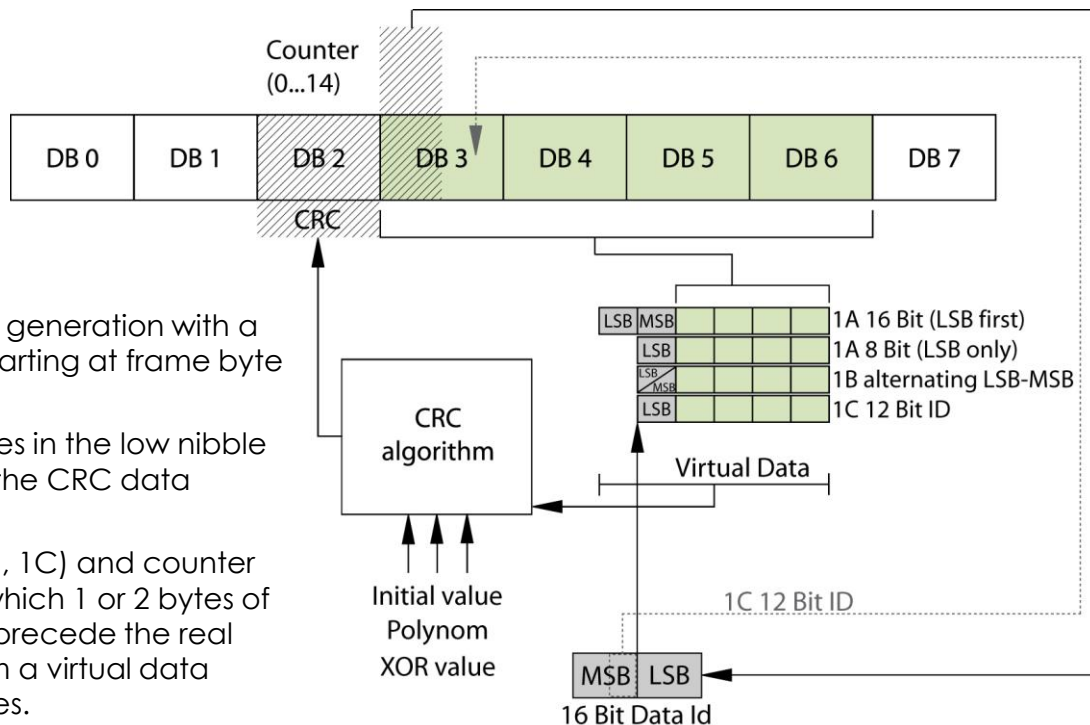 Counter
(0...14)
DB 0 DB 1 DB 2 DB 3 DB 4 DB 5 DB 6 DB 7
CRC
generation with a
arting at frame byte
es in the low nibble
the CRC data
, 1C) and counter
which 1 or 2 bytes of
precede the real
a virtual data
es.
LSB MSB 1A 16 Bit (LSB first)
LSB 1A 8 Bit (LSB only)
LSB MSB 1B alternating LSB-MSB
LSB 1C 12 Bit ID
CRC
algorithm
Virtual Data
Initial value
Polynom
XOR value
1C 12 Bit ID
MSB LSB
16 Bit Data Id